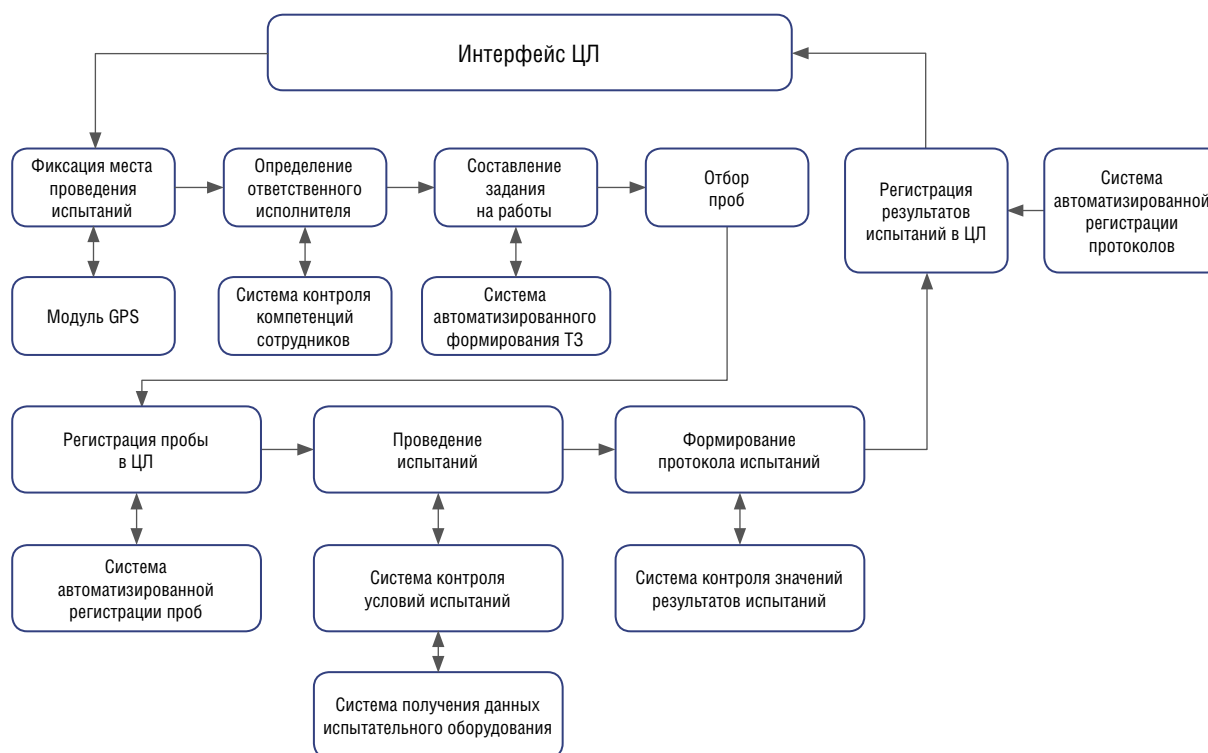 Интерфейс ЦЛ
Фиксация места
проведения
испытаний
Определение
ответственного
исполнителя
Составление
задания
на работы
Отбор
проб
Регистрация
результатов
испытаний в ЦЛ
Система
автоматизированной
регистрации
протоколов
Модуль GPS
Система контроля
компетенций
сотрудников
Система
автоматизированного
формирования ТЗ
Регистрация пробы
в ЦЛ
Проведение
испытаний
Формирование
протокола испытаний
Система
автоматизированной
регистрации проб
Система контроля
условий испытаний
Система контроля значений
результатов испытаний
Система получения данных
испытательного оборудования